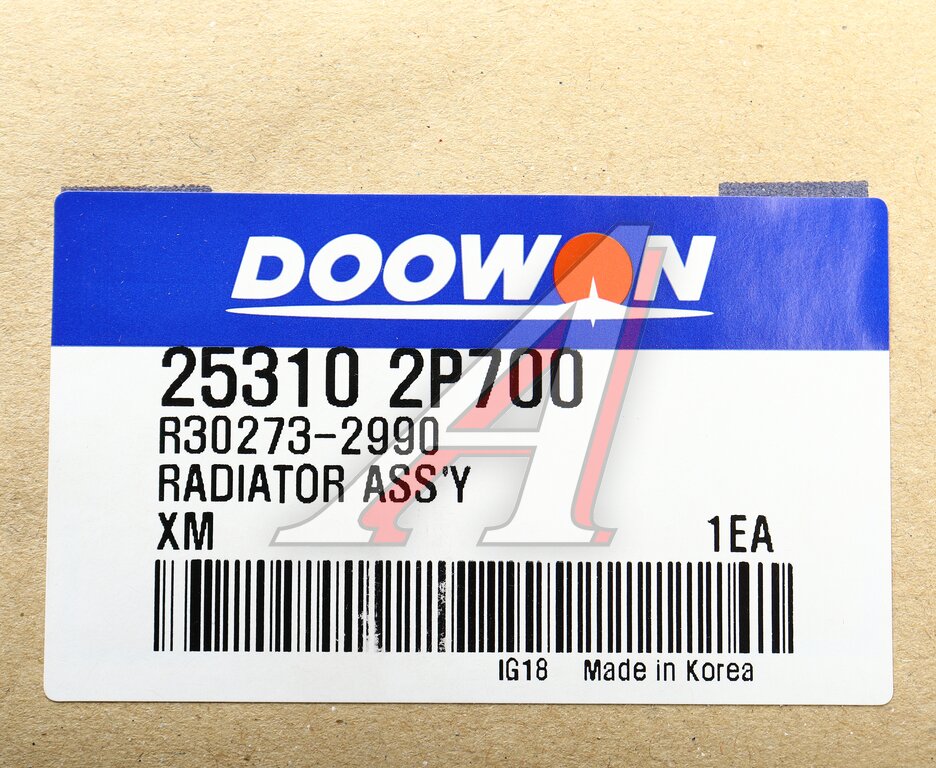 DOOWON
25310 2P700
R30273-2990
RADIATOR ASS'Y
XM 1EA
IG18 Made in Korea